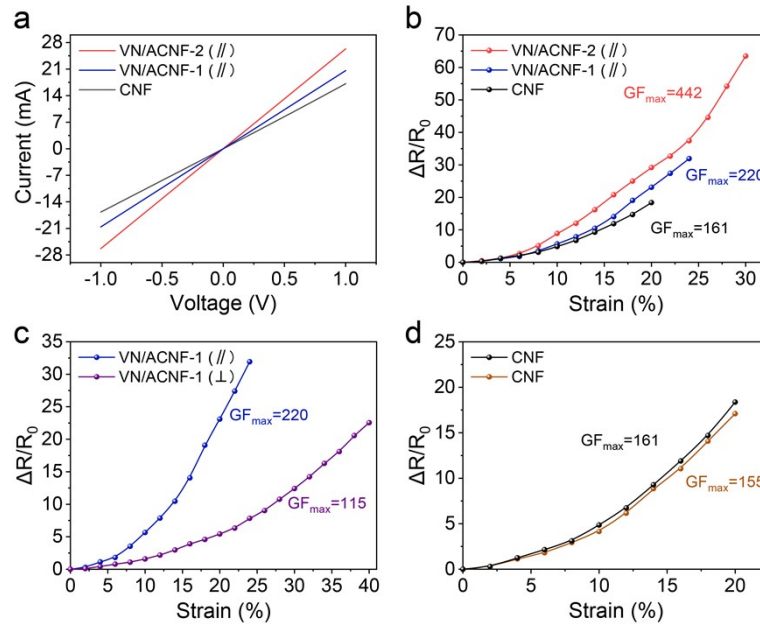 a
28
21
14
7
0
-7
-14
-21
-28
Current (mA)
VN/ACNF-2 (∥)
VN/ACNF-1 (∥)
CNF
-1.0
-0.5
0.0
0.5
1.0
Voltage (V)
b
70
60
50
40
30
20
10
0
ΔR/R₀
VN/ACNF-2 (∥)
VN/ACNF-1 (∥)
CNF
GFmax=442
GFmax=220
GFmax=161
0
5
10
15
20
25
30
Strain (%)
c
35
30
25
20
15
10
5
0
ΔR/R₀
VN/ACNF-1 (∥)
VN/ACNF-1 (⊥)
GFmax=220
GFmax=115
0
5
10
15
20
25
30
35
40
Strain (%)
d
25
20
15
10
5
0
ΔR/R₀
CNF
CNF
GFmax=161
GFmax=155
0
5
10
15
20
Strain (%)